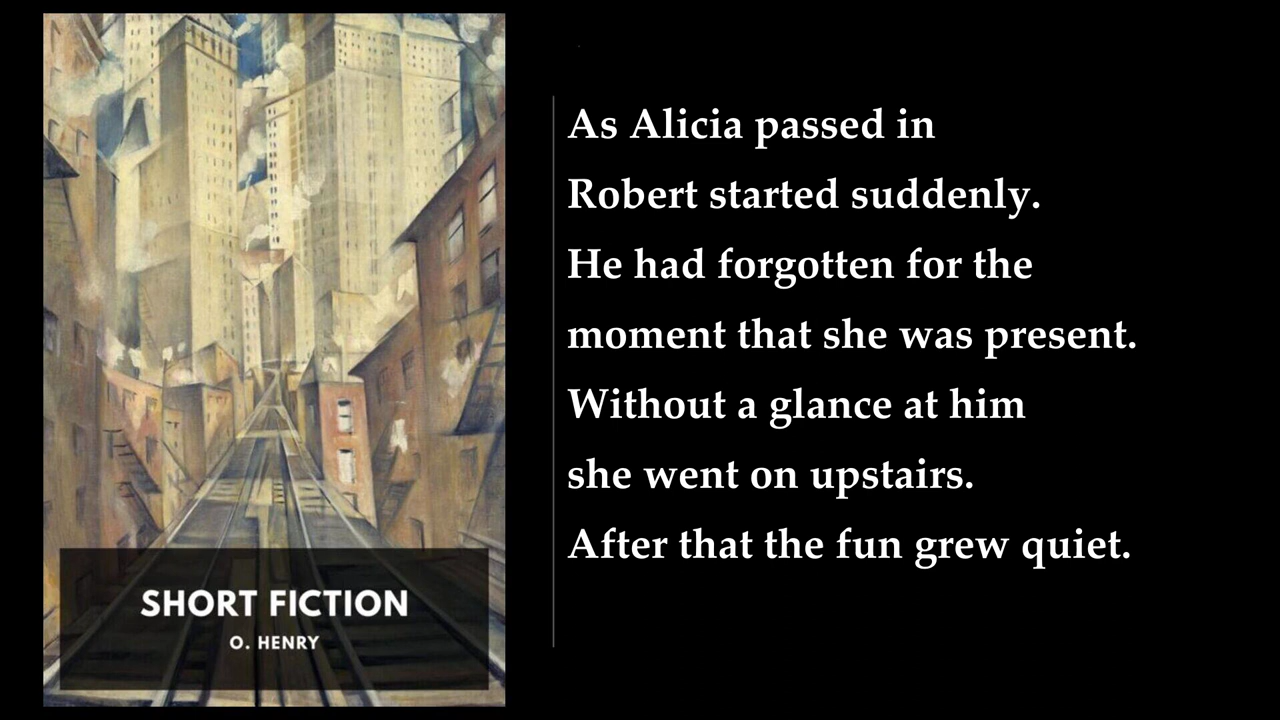 SHORT FICTION
O. HENRY
As Alicia passed in
Robert started suddenly.
He had forgotten for the
moment that she was present.
Without a glance at him
she went on upstairs.
After that the fun grew quiet.